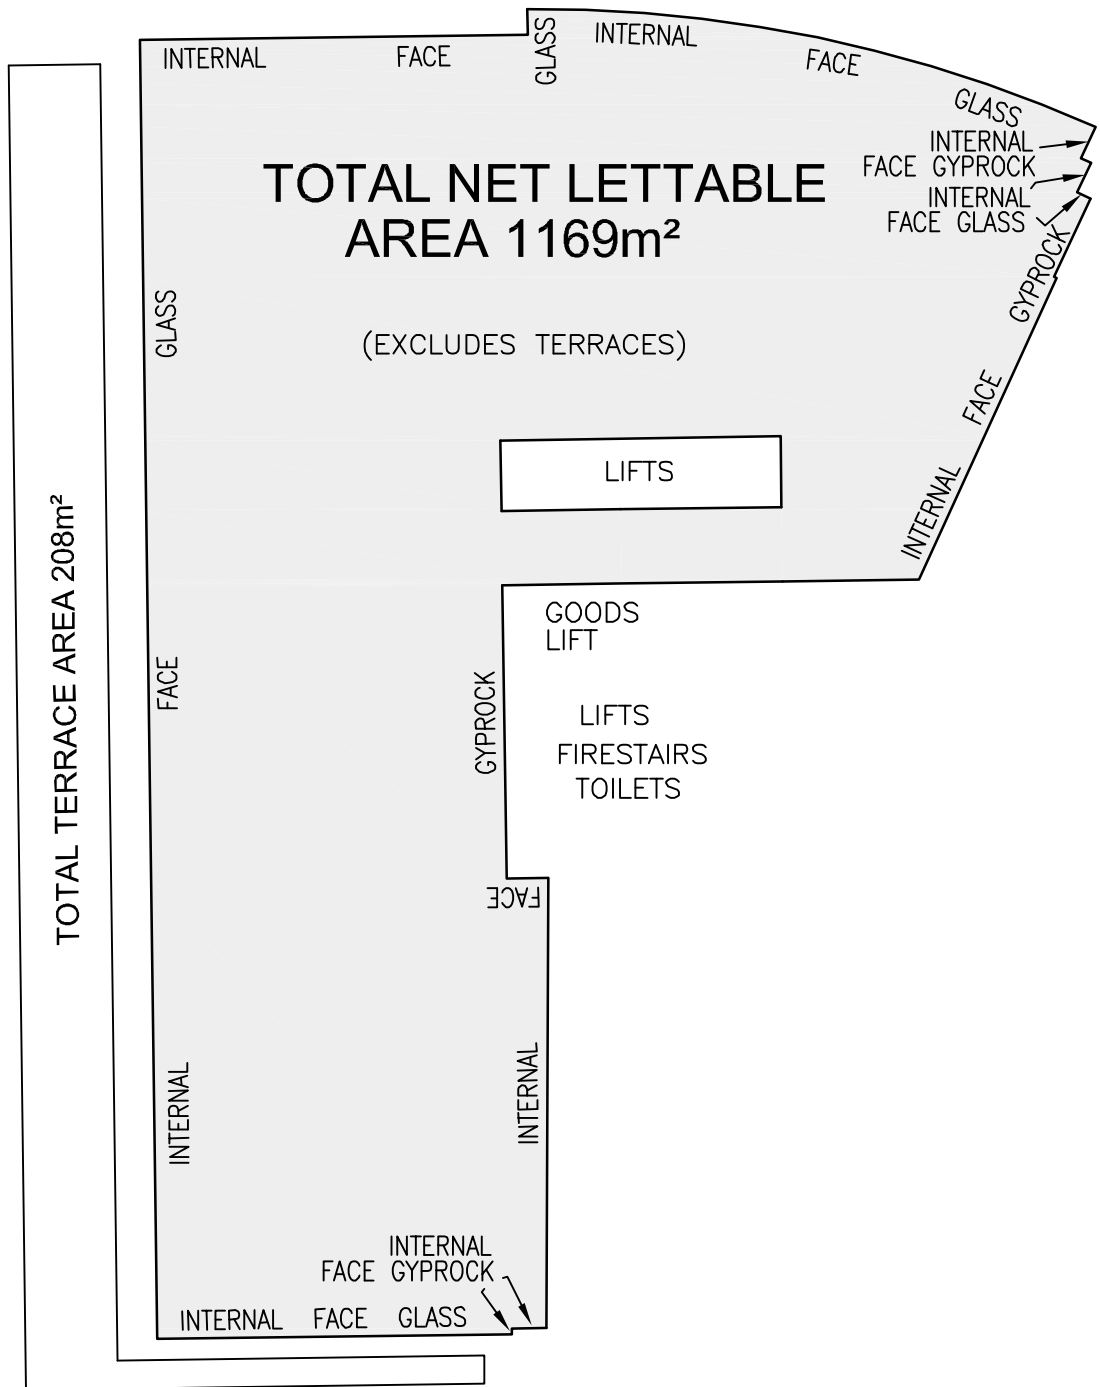 INTERNAL FACE GLASS
INTERNAL FACE GLASS
INTERNAL
FACE GYPROCK
INTERNAL
FACE GLASS
TOTAL NET LETTABLE
AREA 1169m²
(EXCLUDES TERRACES)
INTERNAL FACE GYPROCK
LIFTS
GOODS
LIFT
LIFTS
FIRESTAIRS
TOILETS
INTERNAL FACE GLASS
TOTAL TERRACE AREA 208m²
INTERNAL FACE GYPROCK
INTERNAL
FACE GYPROCK
INTERNAL FACE GLASS